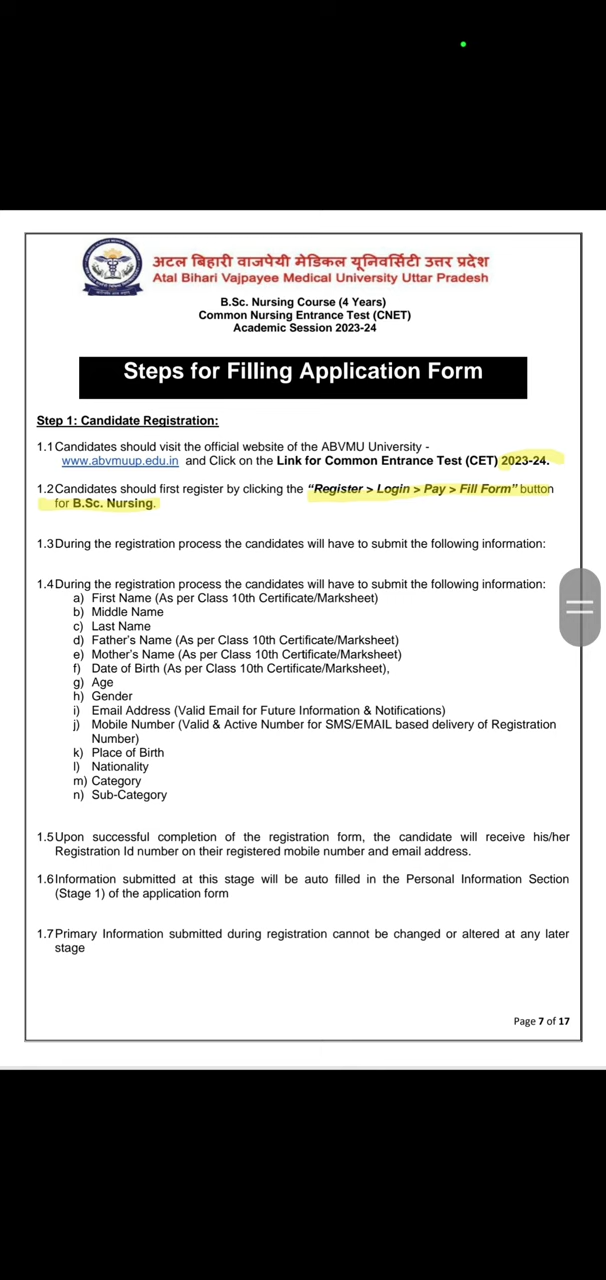 अटल बिहारी वाजपेयी मेडिकल यूनिवर्सिटी उत्तर प्रदेश
Atal Bihari Vajpayee Medical University Uttar Pradesh
B.Sc. Nursing Course (4 Years)
Common Nursing Entrance Test (CNET)
Academic Session 2023-24
Steps for Filling Application Form
Step 1: Candidate Registration:
1.1 Candidates should visit the official website of the ABVMU University -
www.abvmuup.edu.in and Click on the Link for Common Entrance Test (CET) 2023-24.
1.2 Candidates should first register by clicking the “Register > Login > Pay > Fill Form” button
for B.Sc. Nursing.
1.3 During the registration process the candidates will have to submit the following information:
1.4 During the registration process the candidates will have to submit the following information:
a) First Name (As per Class 10th Certificate/Marksheet)
b) Middle Name
c) Last Name
d) Father's Name (As per Class 10th Certificate/Marksheet)
e) Mother's Name (As per Class 10th Certificate/Marksheet)
f) Date of Birth (As per Class 10th Certificate/Marksheet),
g) Age
h) Gender
i) Email Address (Valid Email for Future Information & Notifications)
j) Mobile Number (Valid & Active Number for SMS/EMAIL based delivery of Registration
Number)
k) Place of Birth
l) Nationality
m) Category
n) Sub-Category
1.5 Upon successful completion of the registration form, the candidate will receive his/her
Registration Id number on their registered mobile number and email address.
1.6 Information submitted at this stage will be auto filled in the Personal Information Section
(Stage 1) of the application form
1.7 Primary Information submitted during registration cannot be changed or altered at any later
stage
Page 7 of 17